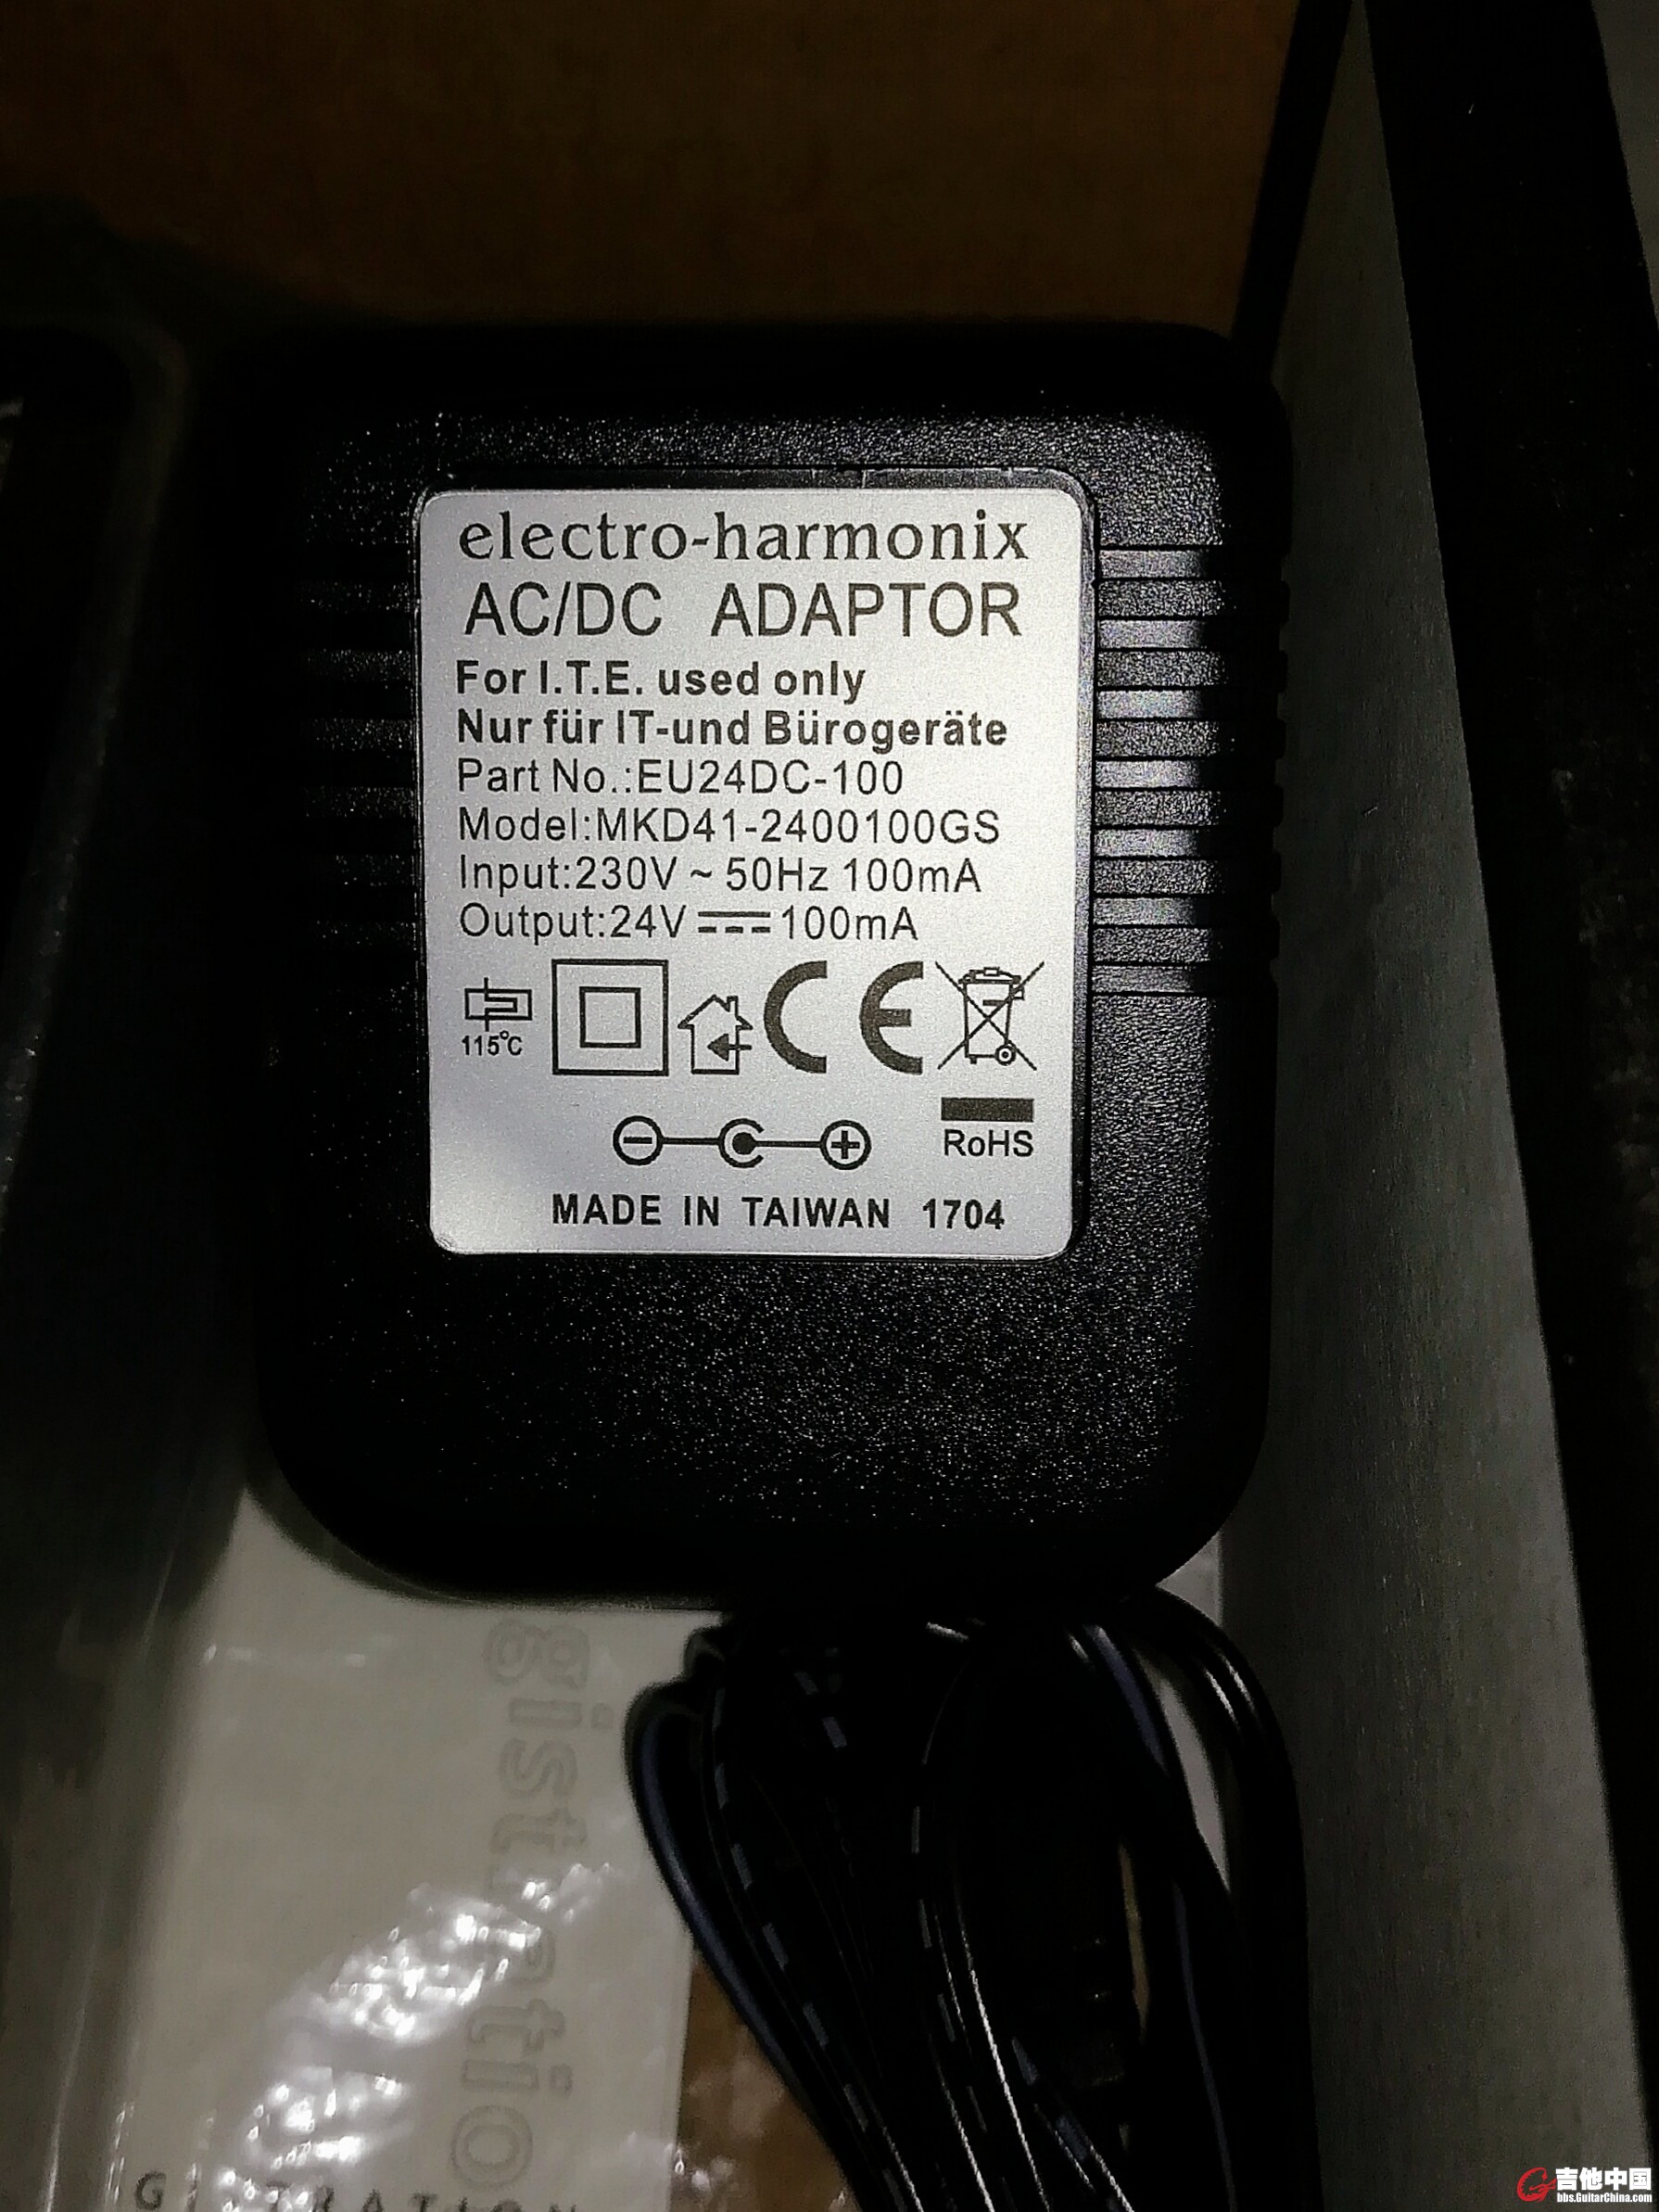 electro-harmonix
AC/DC ADAPTOR
For I.T.E. used only
Nur für IT-und Bürogeräte
Part No.:EU24DC-100
Model:MKD41-2400100GS
Input:230V ~ 50Hz 100mA
Output:24V ⎓ 100mA
115℃
CE
RoHS
MADE IN TAIWAN 1704
吉他中国
bbs.GuitarChina.com